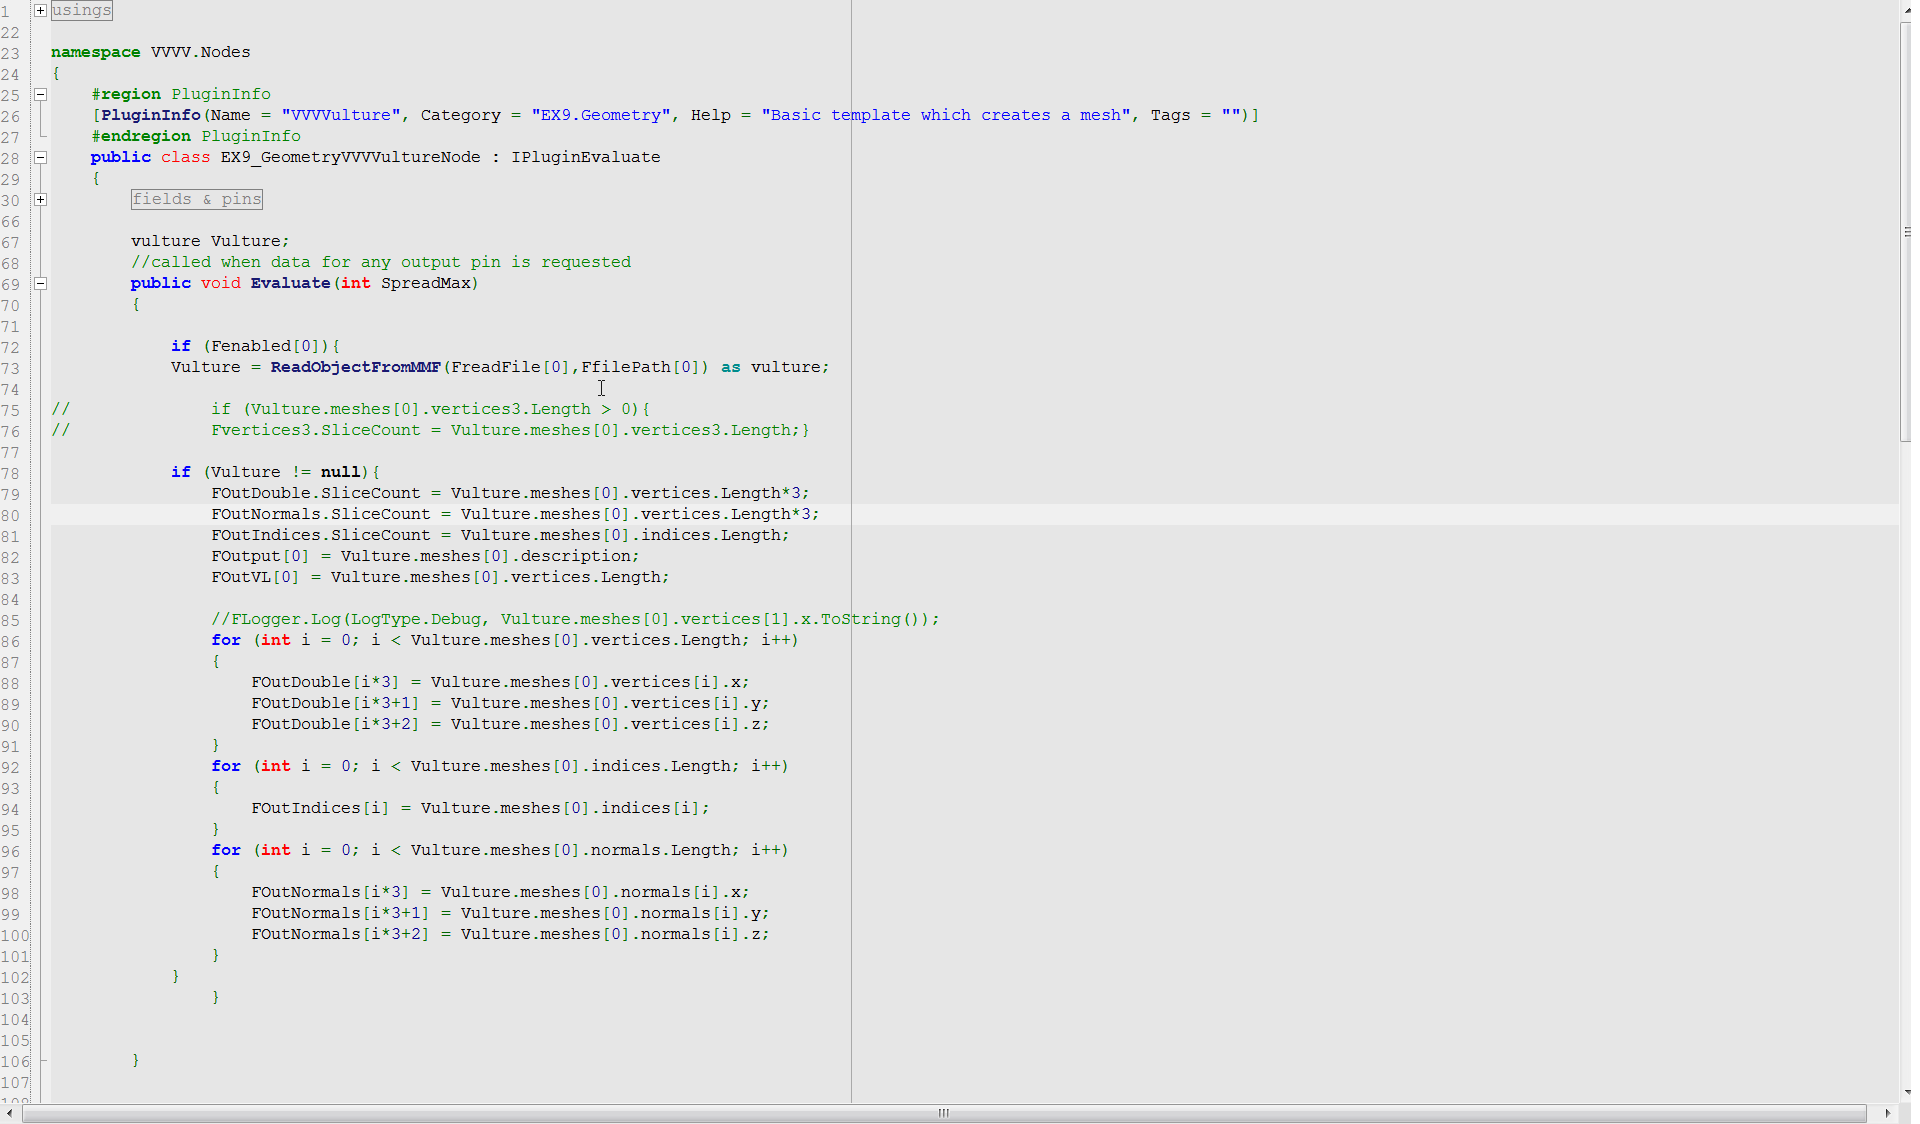 1 usings
22
23 namespace VVVV.Nodes
24 {
25 #region PluginInfo
26 [PluginInfo(Name = "VVVVulture", Category = "EX9.Geometry", Help = "Basic template which creates a mesh", Tags = "")]
27 #endregion PluginInfo
28 public class EX9_GeometryVVVVultureNode : IPluginEvaluate
29 {
30 fields & pins
66
67 vulture Vulture;
68 //called when data for any output pin is requested
69 public void Evaluate(int SpreadMax)
70 {
71
72 if (Fenabled[0]){
73 Vulture = ReadObjectFromMMF(FreadFile[0],FfilePath[0]) as vulture;
74
75 // if (Vulture.meshes[0].vertices3.Length > 0){
76 // Fvertices3.SliceCount = Vulture.meshes[0].vertices3.Length;}
77
78 if (Vulture != null){
79 FOutDouble.SliceCount = Vulture.meshes[0].vertices.Length*3;
80 FOutNormals.SliceCount = Vulture.meshes[0].vertices.Length*3;
81 FOutIndices.SliceCount = Vulture.meshes[0].indices.Length;
82 FOutput[0] = Vulture.meshes[0].description;
83 FOutVL[0] = Vulture.meshes[0].vertices.Length;
84
85 //FLogger.Log(LogType.Debug, Vulture.meshes[0].vertices[1].x.ToString());
86 for (int i = 0; i < Vulture.meshes[0].vertices.Length; i++)
87 {
88 FOutDouble[i*3] = Vulture.meshes[0].vertices[i].x;
89 FOutDouble[i*3+1] = Vulture.meshes[0].vertices[i].y;
90 FOutDouble[i*3+2] = Vulture.meshes[0].vertices[i].z;
91 }
92 for (int i = 0; i < Vulture.meshes[0].indices.Length; i++)
93 {
94 FOutIndices[i] = Vulture.meshes[0].indices[i];
95 }
96 for (int i = 0; i < Vulture.meshes[0].normals.Length; i++)
97 {
98 FOutNormals[i*3] = Vulture.meshes[0].normals[i].x;
99 FOutNormals[i*3+1] = Vulture.meshes[0].normals[i].y;
100 FOutNormals[i*3+2] = Vulture.meshes[0].normals[i].z;
101 }
102 }
103 }
104
105
106 }
107